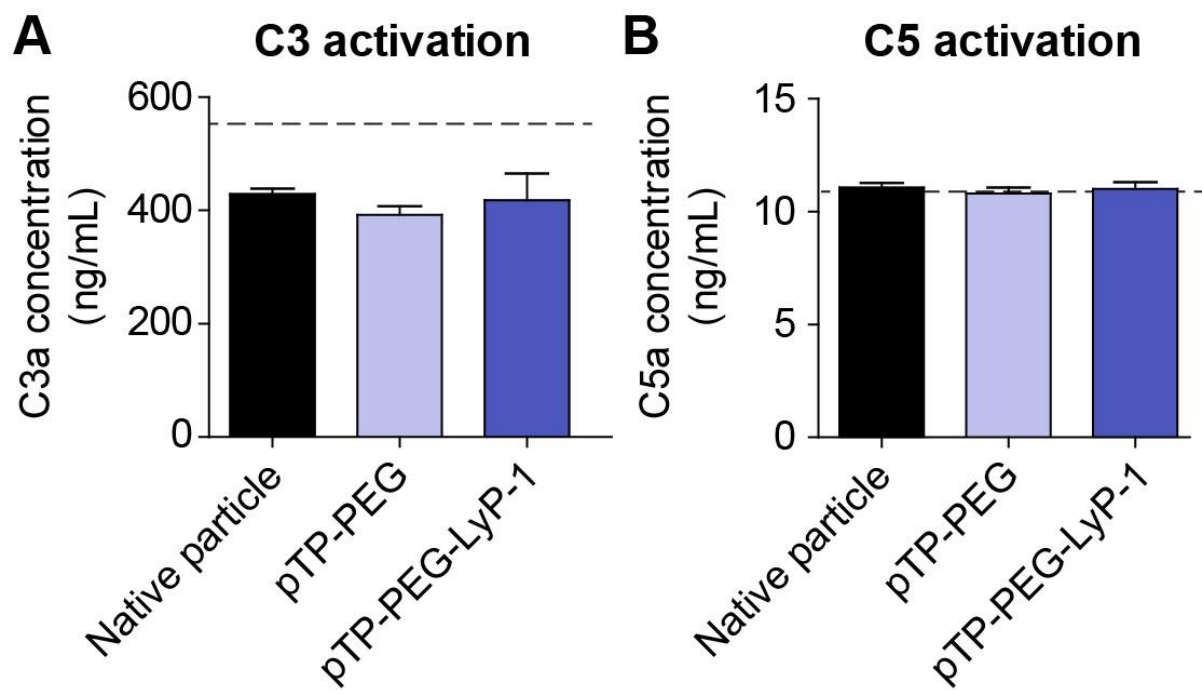 A
C3 activation
C3a concentration
(ng/mL)
600
400
200
0
Native particle
pTP-PEG
pTP-PEG-LyP-1
B
C5 activation
C5a concentration
(ng/mL)
15
10
5
0
Native particle
pTP-PEG
pTP-PEG-LyP-1